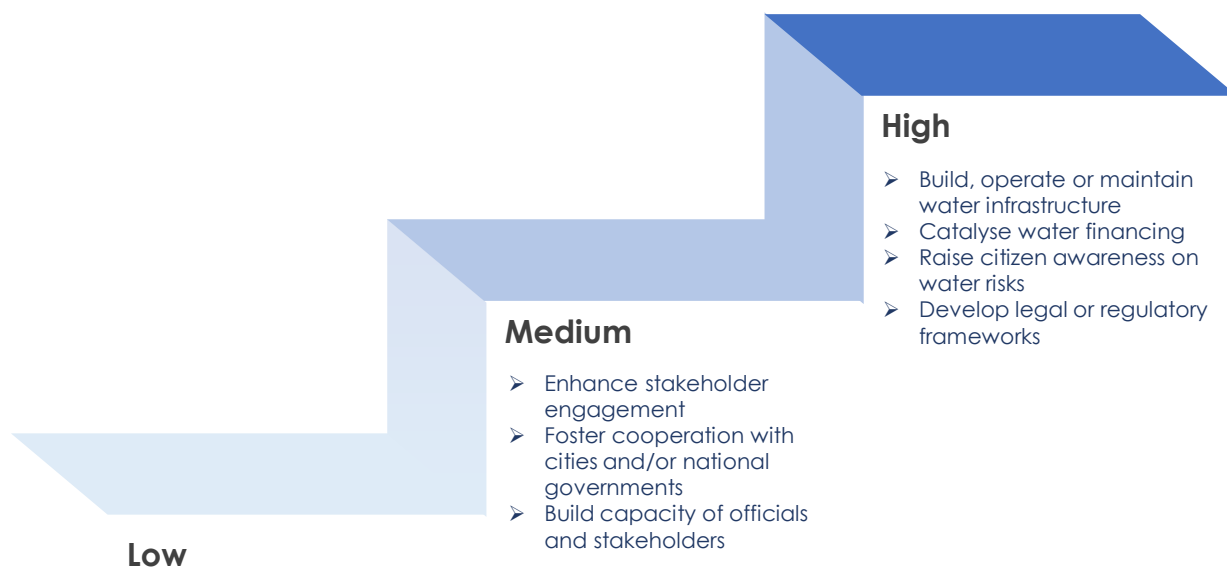 High
➢ Build, operate or maintain
water infrastructure
➢ Catalyse water financing
➢ Raise citizen awareness on
water risks
➢ Develop legal or regulatory
frameworks
Medium
➢ Enhance stakeholder
engagement
➢ Foster cooperation with
cities and/or national
governments
➢ Build capacity of officials
and stakeholders
Low